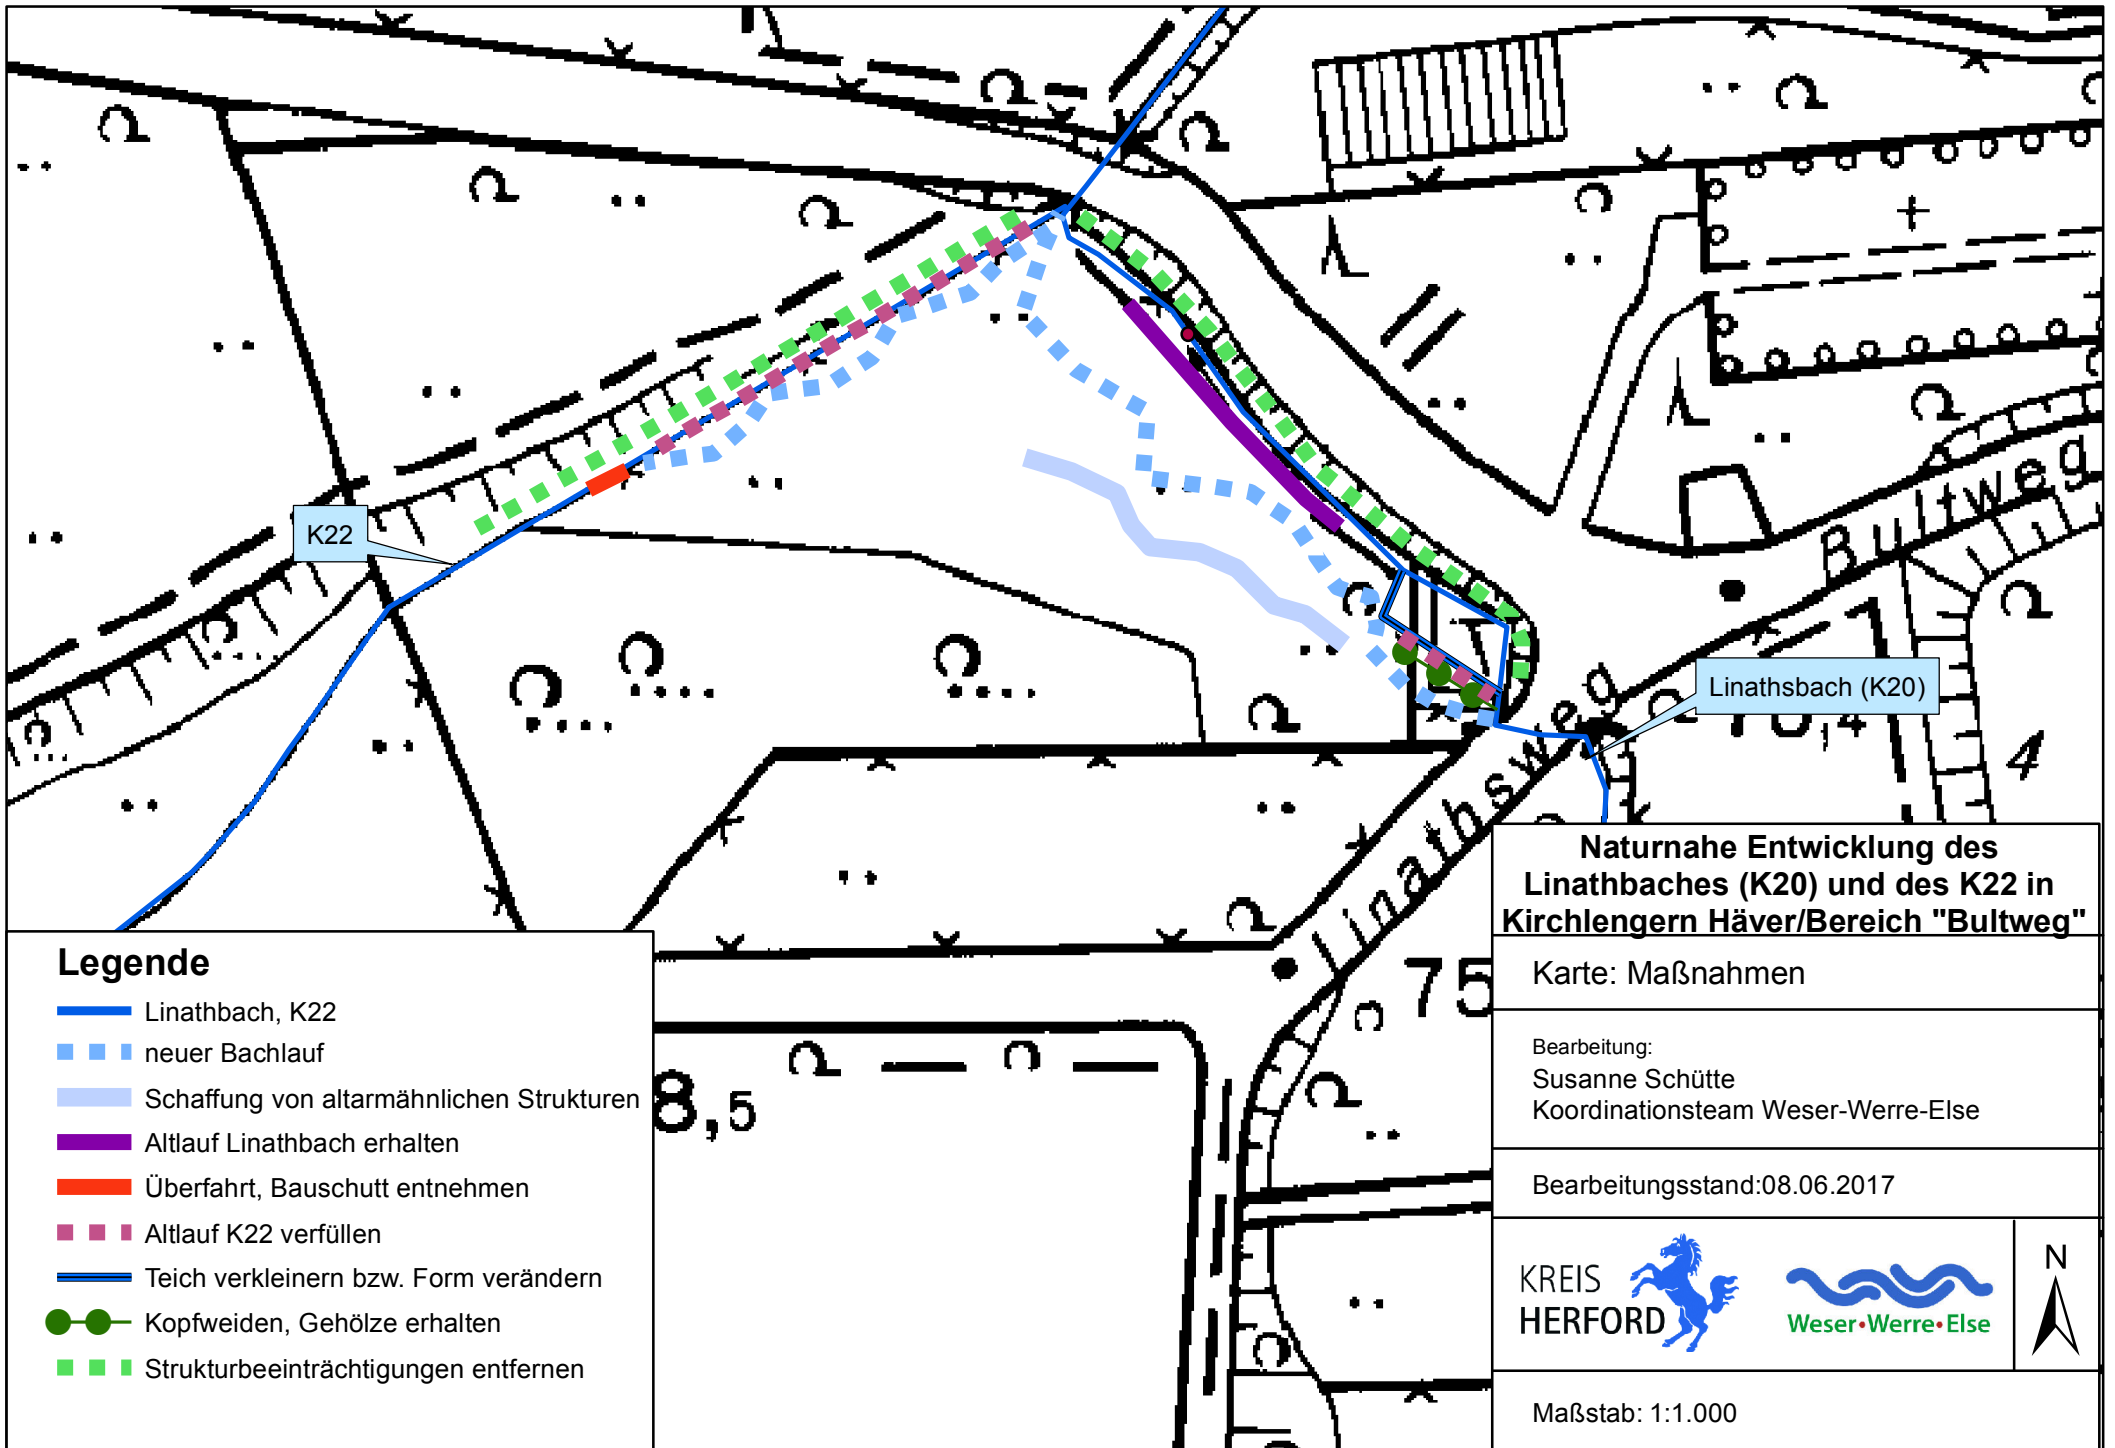 K22
Bultweg
Linathsbach (K20)
4
Linathsweg
75
8,5
Naturnahe Entwicklung des
Linathbaches (K20) und des K22 in
Kirchlengern Häver/Bereich "Bultweg"
Karte: Maßnahmen
Bearbeitung:
Susanne Schütte
Koordinationsteam Weser-Werre-Else
Bearbeitungsstand:08.06.2017
KREIS
HERFORD
Weser•Werre•Else
N
Maßstab: 1:1.000
Legende
Linathbach, K22
neuer Bachlauf
Schaffung von altarmähnlichen Strukturen
Altlauf Linathbach erhalten
Überfahrt, Bauschutt entnehmen
Altlauf K22 verfüllen
Teich verkleinern bzw. Form verändern
Kopfweiden, Gehölze erhalten
Strukturbeeinträchtigungen entfernen